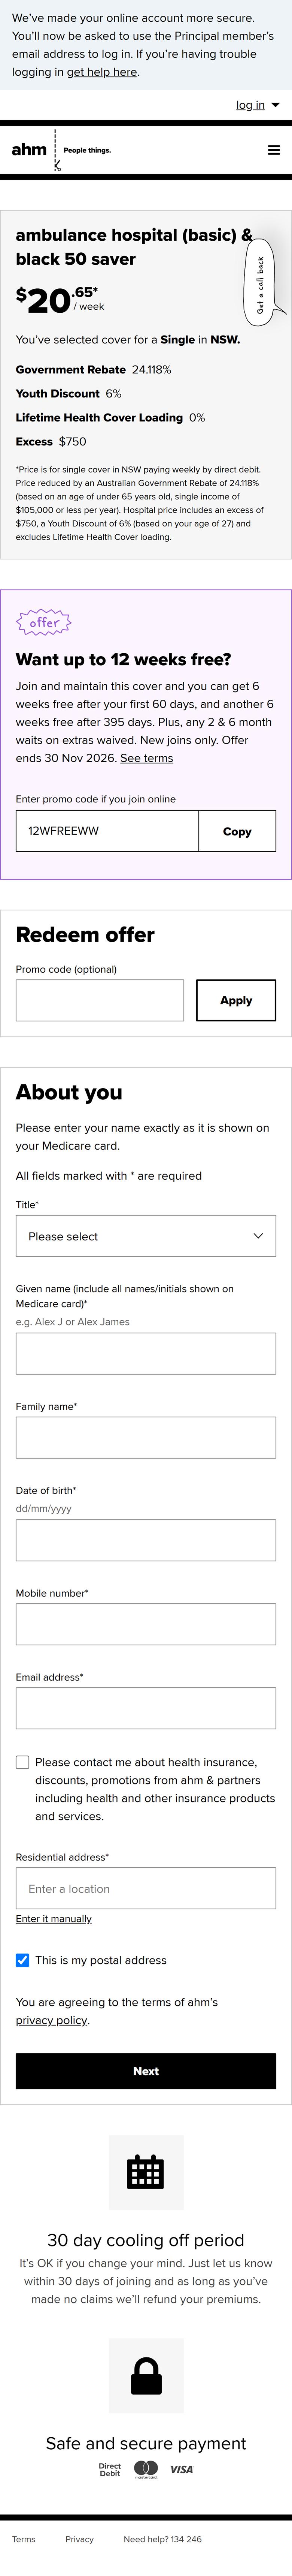 We've made your online account more secure.
You'll now be asked to use the Principal member's
email address to log in. If you're having trouble
logging in get help here.
log in
ahm
People things.
ambulance hospital (basic) &
black 50 saver
$20.65*
/ week
Get a call back
You've selected cover for a Single in NSW.
Government Rebate 24.118%
Youth Discount 6%
Lifetime Health Cover Loading 0%
Excess $750
*Price is for single cover in NSW paying weekly by direct debit.
Price reduced by an Australian Government Rebate of 24.118%
(based on an age of under 65 years old, single income of
$105,000 or less per year). Hospital price includes an excess of
$750, a Youth Discount of 6% (based on your age of 27) and
excludes Lifetime Health Cover loading.
offer
Want up to 12 weeks free?
Join and maintain this cover and you can get 6
weeks free after your first 60 days, and another 6
weeks free after 395 days. Plus, any 2 & 6 month
waits on extras waived. New joins only. Offer
ends 30 Nov 2026. See terms
Enter promo code if you join online
12WFREEWW
Copy
Redeem offer
Promo code (optional)
Apply
About you
Please enter your name exactly as it is shown on
your Medicare card.
All fields marked with * are required
Title*
Please select
Given name (include all names/initials shown on
Medicare card)*
e.g. Alex J or Alex James
Family name*
Date of birth*
dd/mm/yyyy
Mobile number*
Email address*
Please contact me about health insurance,
discounts, promotions from ahm & partners
including health and other insurance products
and services.
Residential address*
Enter a location
Enter it manually
This is my postal address
You are agreeing to the terms of ahm's
privacy policy.
Next
30 day cooling off period
It's OK if you change your mind. Just let us know
within 30 days of joining and as long as you've
made no claims we'll refund your premiums.
Safe and secure payment
Direct
Debit
mastercard
VISA
Terms
Privacy
Need help? 134 246